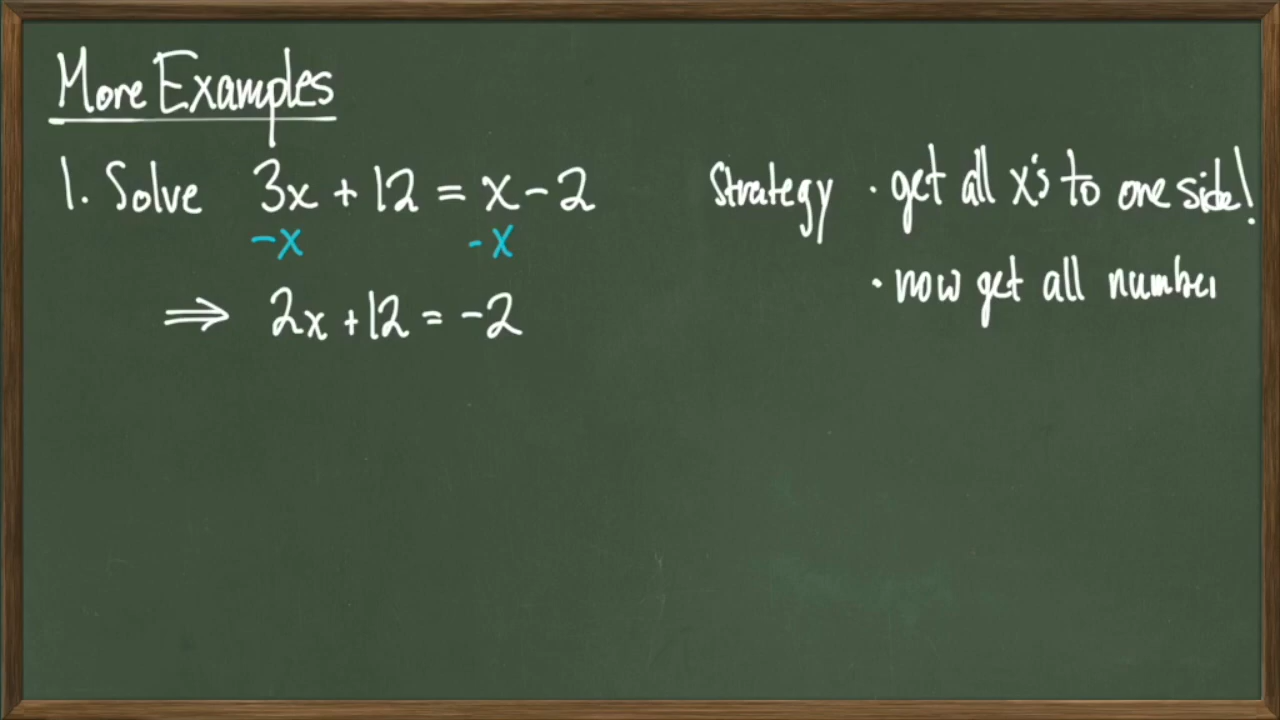 More Examples
1. Solve 3x + 12 = x - 2
-x -x
⇒ 2x + 12 = -2
Strategy · get all x's to one side!
· now get all number